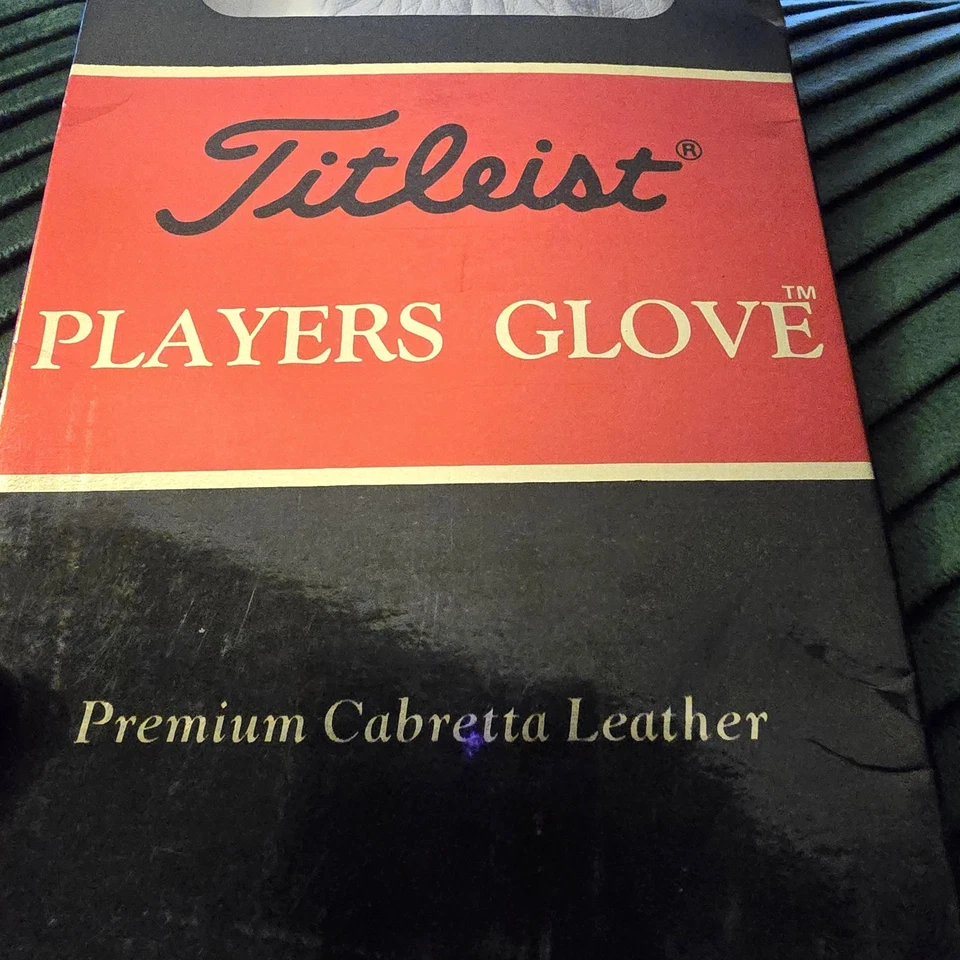 Titleist®
PLAYERS GLOVE™
Premium Cabretta Leather